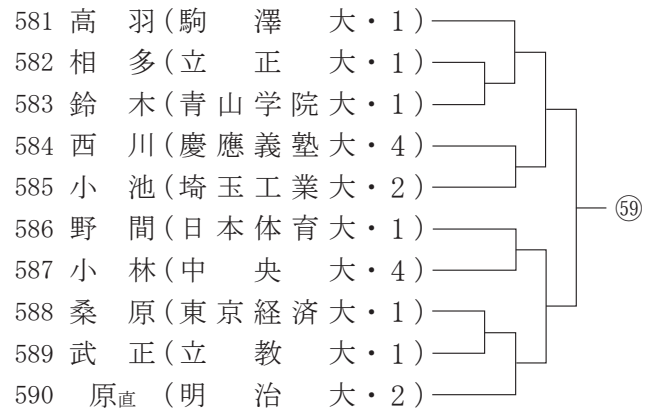 581 高 羽(駒 澤 大・1)
582 相 多(立 正 大・1)
583 鈴 木(青山学院大・1)
584 西 川(慶應義塾大・4)
585 小 池(埼玉工業大・2)
586 野 間(日本体育大・1)
587 小 林(中 央 大・4)
588 桑 原(東京経済大・1)
589 武 正(立 教 大・1)
590 原直 (明 治 大・2)
㊾